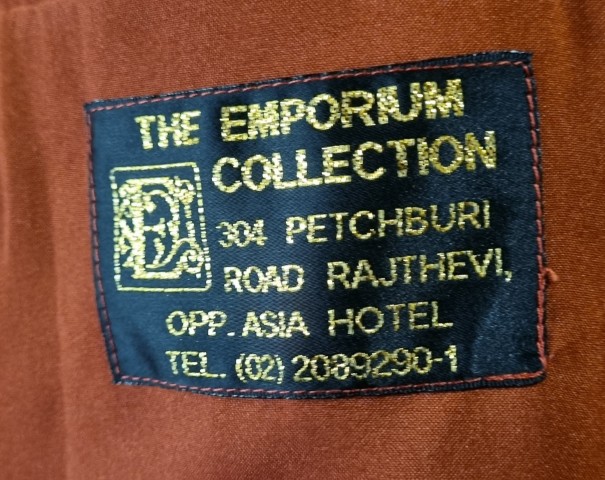 THE EMPORIUM
COLLECTION
304 PETCHBURI
ROAD RAJTHEVI,
OPP. ASIA HOTEL
TEL. (02) 2089290-1